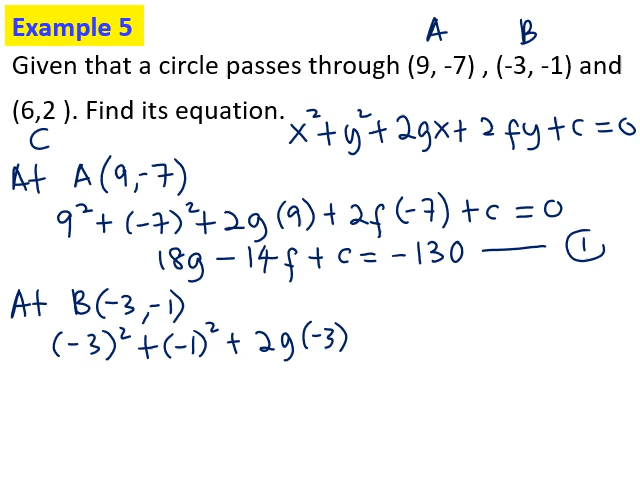 Example 5
A B
Given that a circle passes through (9, -7) , (-3, -1) and
(6,2 ). Find its equation.
C
x² + y² + 2gx + 2fy + c = 0
At A(9,-7)
9² + (-7)² + 2g(9) + 2f(-7) + c = 0
18g - 14f + c = -130 —— ①
At B(-3,-1)
(-3)² + (-1)² + 2g(-3)